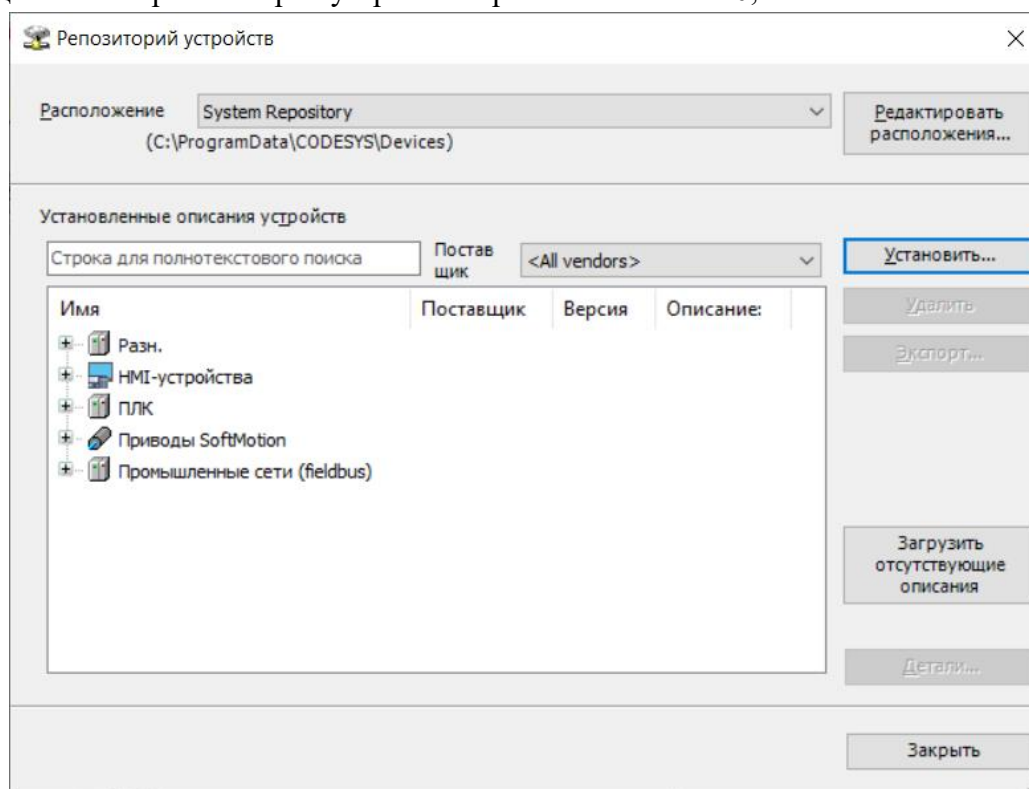 Репозиторий устройств
Расположение
System Repository
Редактировать расположения...
(C:\ProgramData\CODESYS\Devices)
Установленные описания устройств
Строка для полнотекстового поиска
Постав
щик
<All vendors>
Установить...
Имя
Поставщик
Версия
Описание:
Удалить
Разн.
Экспорт...
HMI-устройства
ПЛК
Приводы SoftMotion
Промышленные сети (fieldbus)
Загрузить
отсутствующие
описания
Детали...
Закрыть